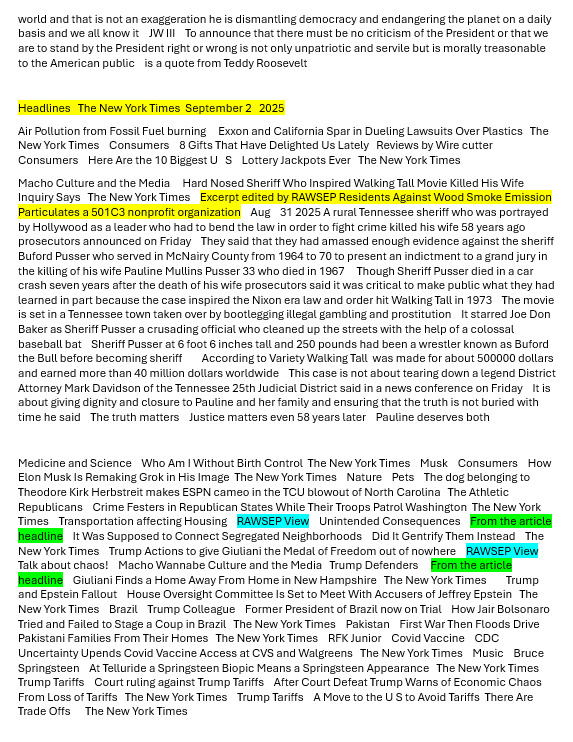 world and that is not an exaggeration he is dismantling democracy and endangering the planet on a daily
basis and we all know it JW III To announce that there must be no criticism of the President or that we
are to stand by the President right or wrong is not only unpatriotic and servile but is morally treasonable
to the American public is a quote from Teddy Roosevelt
Headlines The New York Times September 2 2025
Air Pollution from Fossil Fuel burning Exxon and California Spar in Dueling Lawsuits Over Plastics The
New York Times Consumers 8 Gifts That Have Delighted Us Lately Reviews by Wire cutter
Consumers Here Are the 10 Biggest U S Lottery Jackpots Ever The New York Times
Macho Culture and the Media Hard Nosed Sheriff Who Inspired Walking Tall Movie Killed His Wife
Inquiry Says The New York Times Excerpt edited by RAWSEP Residents Against Wood Smoke Emission
Particulates a 501C3 nonprofit organization Aug 31 2025 A rural Tennessee sheriff who was portrayed
by Hollywood as a leader who had to bend the law in order to fight crime killed his wife 58 years ago
prosecutors announced on Friday They said that they had amassed enough evidence against the sheriff
Buford Pusser who served in McNairy County from 1964 to 70 to present an indictment to a grand jury in
the killing of his wife Pauline Mullins Pusser 33 who died in 1967 Though Sheriff Pusser died in a car
crash seven years after the death of his wife prosecutors said it was critical to make public what they had
learned in part because the case inspired the Nixon era law and order hit Walking Tall in 1973 The movie
is set in a Tennessee town taken over by bootlegging illegal gambling and prostitution It starred Joe Don
Baker as Sheriff Pusser a crusading official who cleaned up the streets with the help of a colossal
baseball bat Sheriff Pusser at 6 foot 6 inches tall and 250 pounds had been a wrestler known as Buford
the Bull before becoming sheriff According to Variety Walking Tall was made for about 500000 dollars
and earned more than 40 million dollars worldwide This case is not about tearing down a legend District
Attorney Mark Davidson of the Tennessee 25th Judicial District said in a news conference on Friday It is
about giving dignity and closure to Pauline and her family and ensuring that the truth is not buried with
time he said The truth matters Justice matters even 58 years later Pauline deserves both
Medicine and Science Who Am I Without Birth Control The New York Times Musk Consumers How
Elon Musk Is Remaking Grok in His Image The New York Times Nature Pets The dog belonging to
Theodore Kirk Herbstreit makes ESPN cameo in the TCU blowout of North Carolina The Athletic
Republicans Crime Festers in Republican States While Their Troops Patrol Washington The New York
Times Transportation affecting Housing RAWSEP View Unintended Consequences From the article
headline It Was Supposed to Connect Segregated Neighborhoods Did It Gentrify Them Instead The
New York Times Trump Actions to give Giuliani the Medal of Freedom out of nowhere RAWSEP View
Talk about chaos! Macho Wannabe Culture and the Media Trump Defenders From the article
headline Giuliani Finds a Home Away From Home in New Hampshire The New York Times Trump
and Epstein Fallout House Oversight Committee Is Set to Meet With Accusers of Jeffrey Epstein The
New York Times Brazil Trump Colleague Former President of Brazil now on Trial How Jair Bolsonaro
Tried and Failed to Stage a Coup in Brazil The New York Times Pakistan First War Then Floods Drive
Pakistani Families From Their Homes The New York Times RFK Junior Covid Vaccine CDC
Uncertainty Upends Covid Vaccine Access at CVS and Walgreens The New York Times Music Bruce
Springsteen At Telluride a Springsteen Biopic Means a Springsteen Appearance The New York Times
Trump Tariffs Court ruling against Trump Tariffs After Court Defeat Trump Warns of Economic Chaos
From Loss of Tariffs The New York Times Trump Tariffs A Move to the U S to Avoid Tariffs There Are
Trade Offs The New York Times